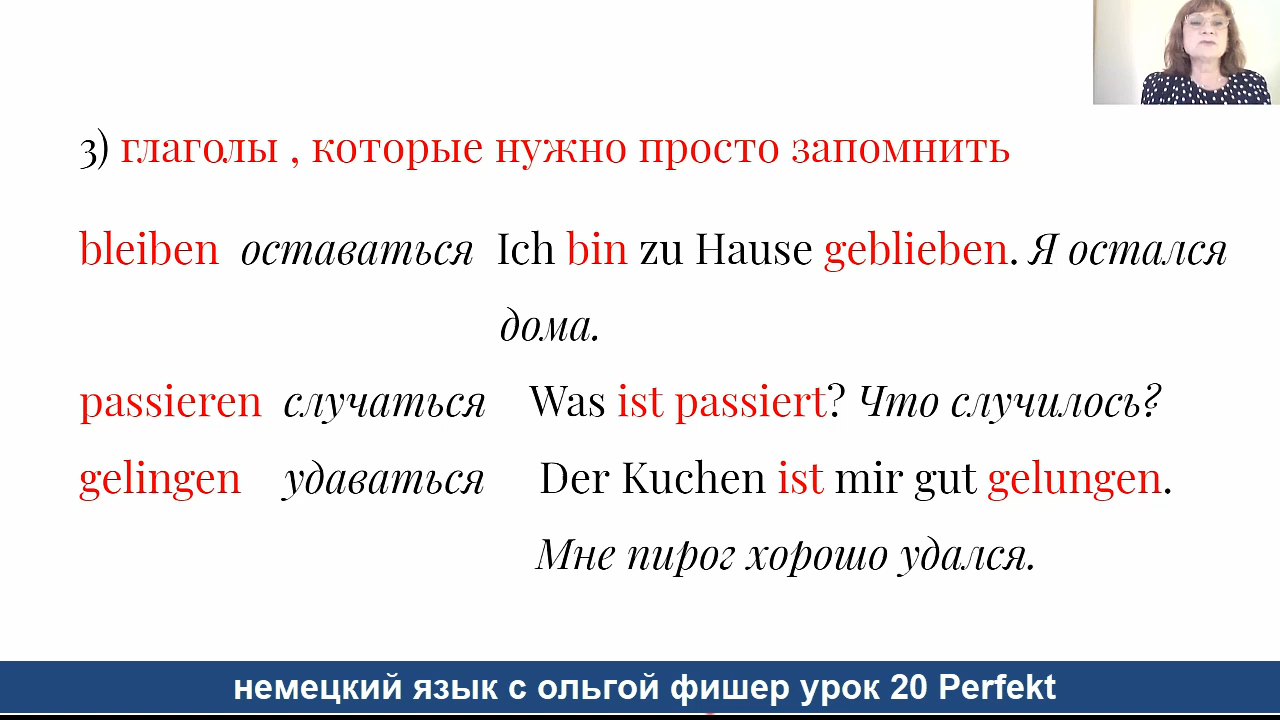 3) глаголы , которые нужно просто запомнить
bleiben оставаться Ich bin zu Hause geblieben. Я остался
дома.
passieren случаться Was ist passiert? Что случилось?
gelingen удаваться Der Kuchen ist mir gut gelungen.
Мне пирог хорошо удался.
немецкий язык с ольгой фишер урок 20 Perfekt